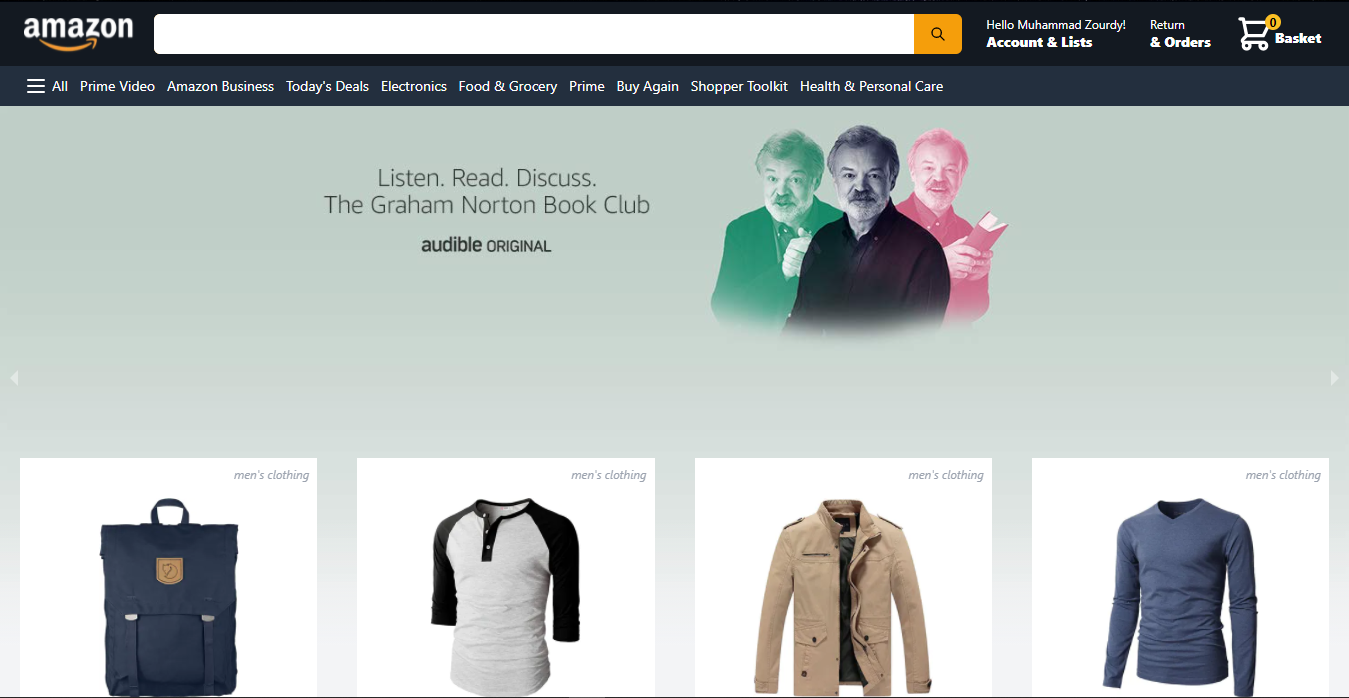 amazon
Hello Muhammad Zourdy!
Account & Lists
Return
& Orders
0
Basket
All Prime Video Amazon Business Today's Deals Electronics Food & Grocery Prime Buy Again Shopper Toolkit Health & Personal Care
Listen. Read. Discuss.
The Graham Norton Book Club
audible ORIGINAL
men's clothing
men's clothing
men's clothing
men's clothing